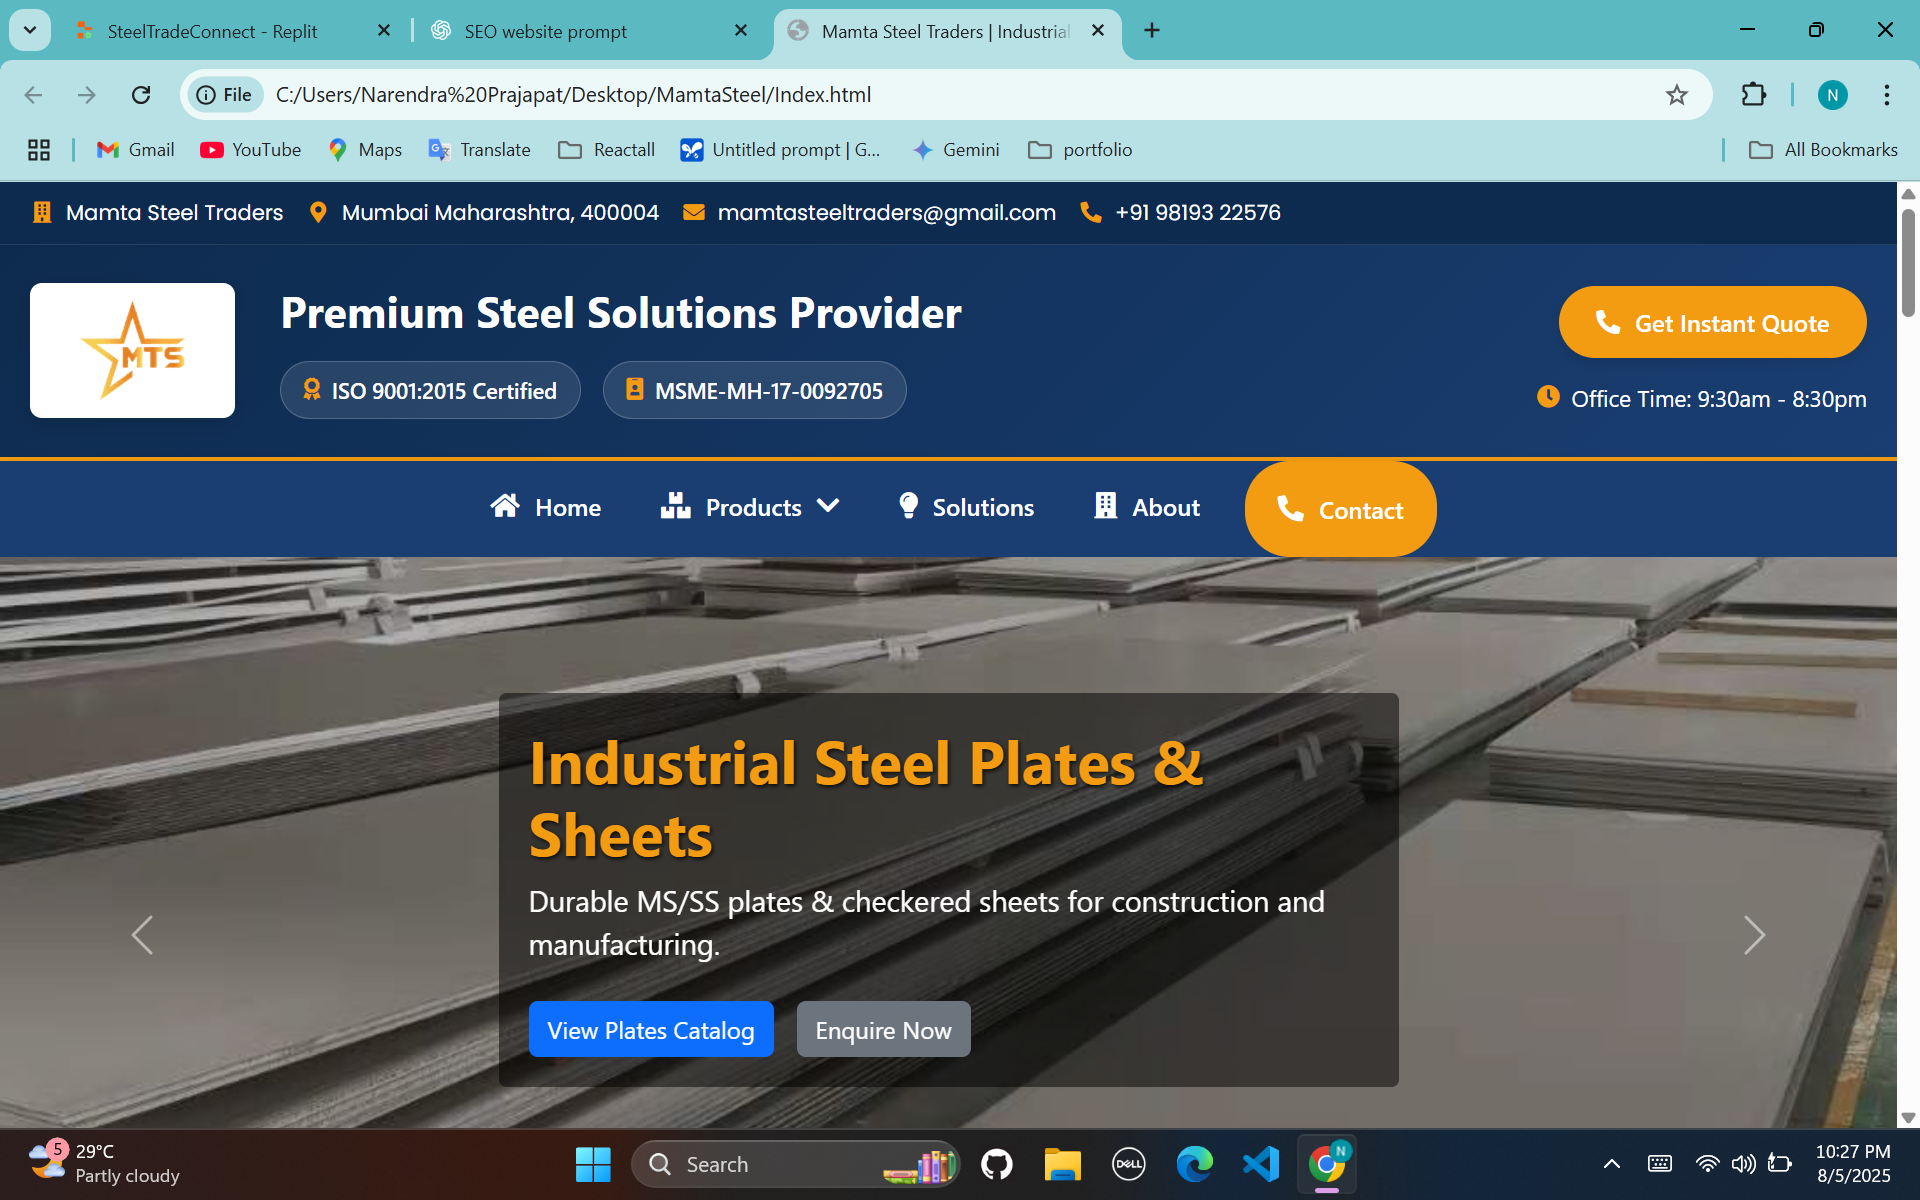 SteelTradeConnect - Replit
SEO website prompt
Mamta Steel Traders | Industrial
File
C:/Users/Narendra%20Prajapat/Desktop/MamtaSteel/Index.html
N
Gmail
YouTube
Maps
Translate
Reactall
Untitled prompt | G...
Gemini
portfolio
All Bookmarks
Mamta Steel Traders
Mumbai Maharashtra, 400004
mamtasteeltraders@gmail.com
+91 98193 22576
MTS
Premium Steel Solutions Provider
ISO 9001:2015 Certified
MSME-MH-17-0092705
Get Instant Quote
Office Time: 9:30am - 8:30pm
Home
Products
Solutions
About
Contact
Industrial Steel Plates &
Sheets
Durable MS/SS plates & checkered sheets for construction and
manufacturing.
View Plates Catalog
Enquire Now
5
29°C
Partly cloudy
Search
DELL
N
10:27 PM
8/5/2025